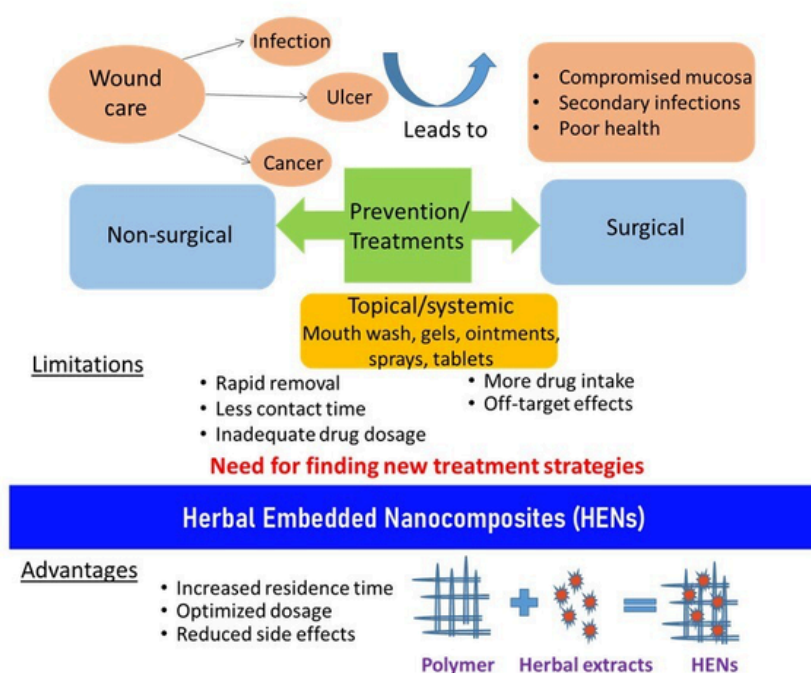 Wound
care
Infection
Ulcer
Cancer
Leads to
• Compromised mucosa
• Secondary infections
• Poor health
Non-surgical
Prevention/
Treatments
Surgical
Topical/systemic
Mouth wash, gels, ointments,
sprays, tablets
Limitations
• Rapid removal
• Less contact time
• Inadequate drug dosage
• More drug intake
• Off-target effects
Need for finding new treatment strategies
Herbal Embedded Nanocomposites (HENs)
Advantages
• Increased residence time
• Optimized dosage
• Reduced side effects
Polymer
Herbal extracts
HENs